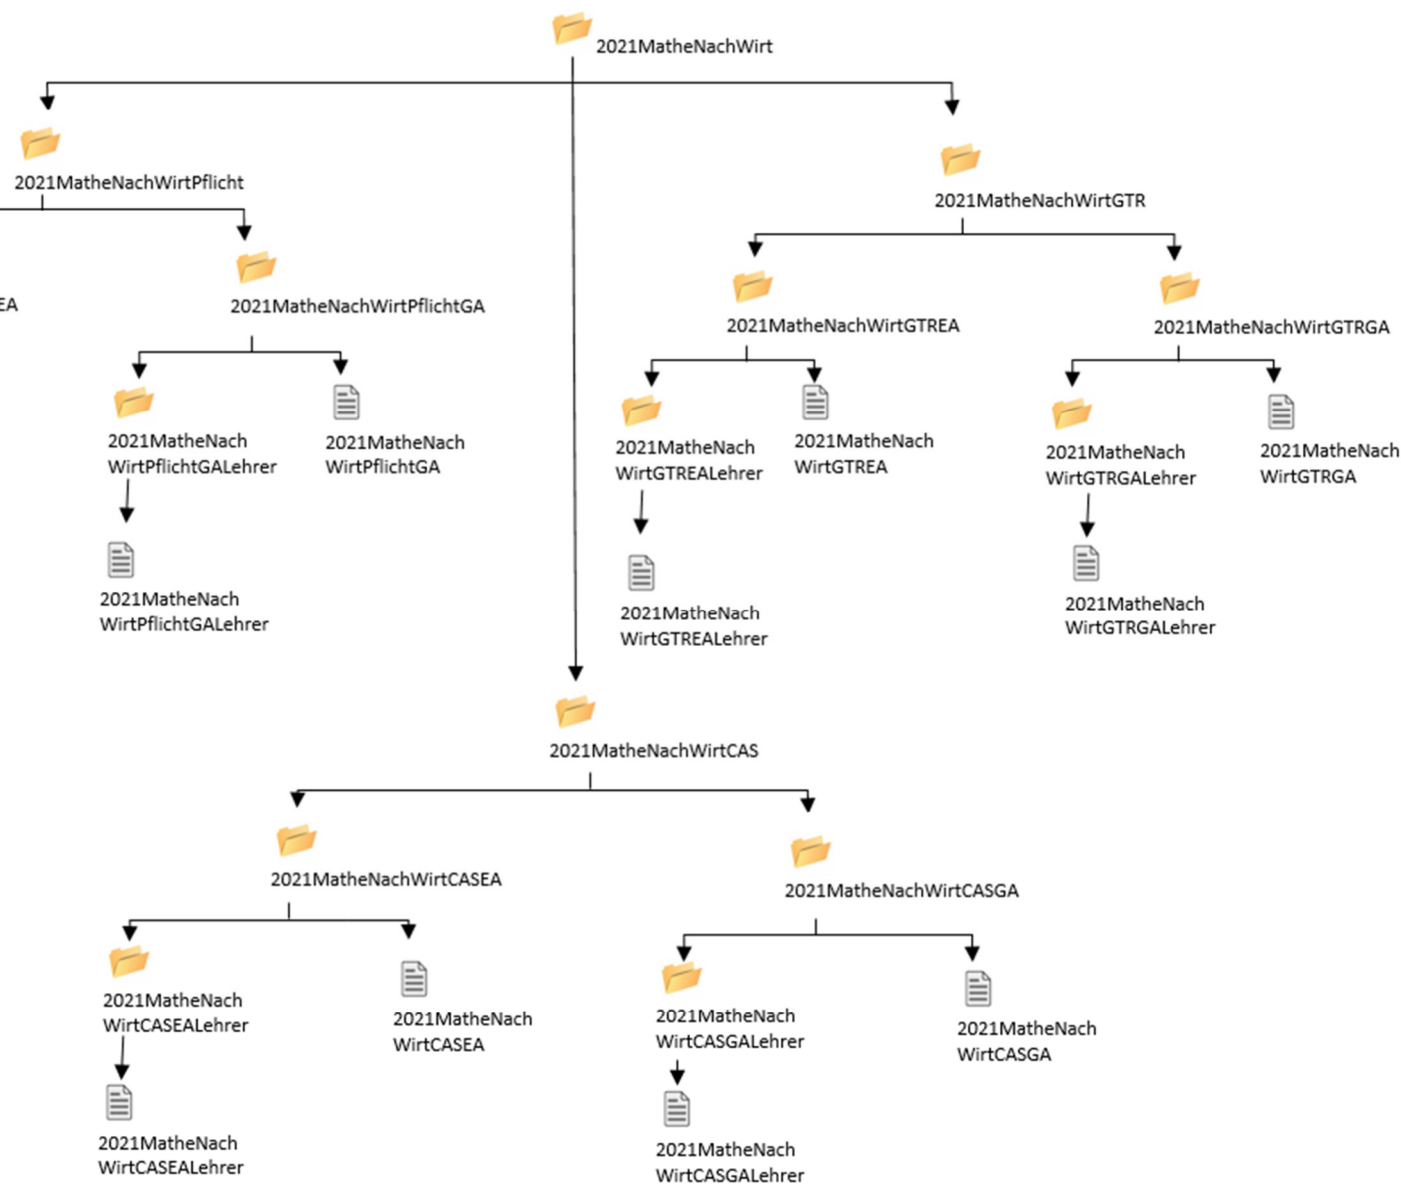 2021MatheNachWirt
2021MatheNachWirtPflicht
2021MatheNachWirtGTR
EA
2021MatheNachWirtPflichtGA
2021MatheNachWirtGTREA
2021MatheNachWirtGTRGA
2021MatheNach
WirtPflichtGALehrer
2021MatheNach
WirtPflichtGA
2021MatheNach
WirtGTREALehrer
2021MatheNach
WirtGTREA
2021MatheNach
WirtGTRGALehrer
2021MatheNach
WirtGTRGA
2021MatheNach
WirtPflichtGALehrer
2021MatheNach
WirtGTREALehrer
2021MatheNach
WirtGTRGALehrer
2021MatheNachWirtCAS
2021MatheNachWirtCASEA
2021MatheNachWirtCASGA
2021MatheNach
WirtCASEALehrer
2021MatheNach
WirtCASEA
2021MatheNach
WirtCASGALehrer
2021MatheNach
WirtCASGA
2021MatheNach
WirtCASEALehrer
2021MatheNach
WirtCASGALehrer